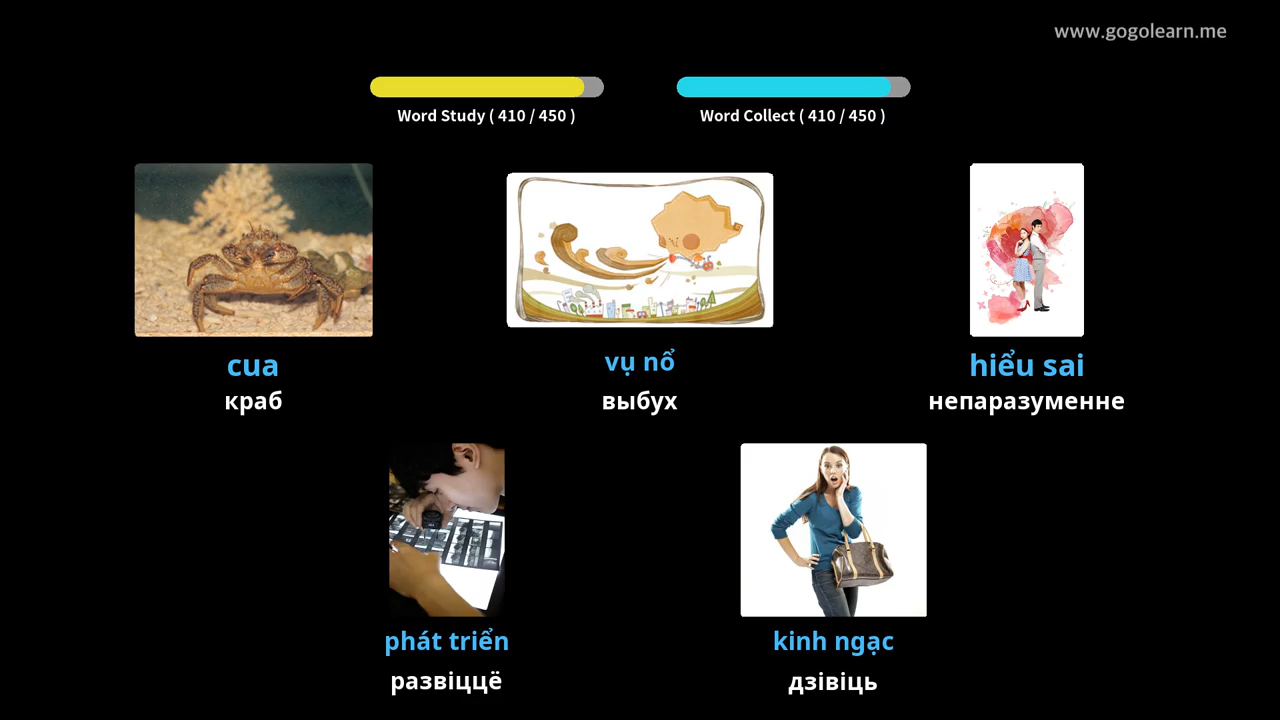 www.gogolearn.me
Word Study ( 410 / 450 )
Word Collect ( 410 / 450 )
cua
краб
vụ nổ
выбух
hiểu sai
непаразуменне
phát triển
развіццё
kinh ngạc
дзівіць